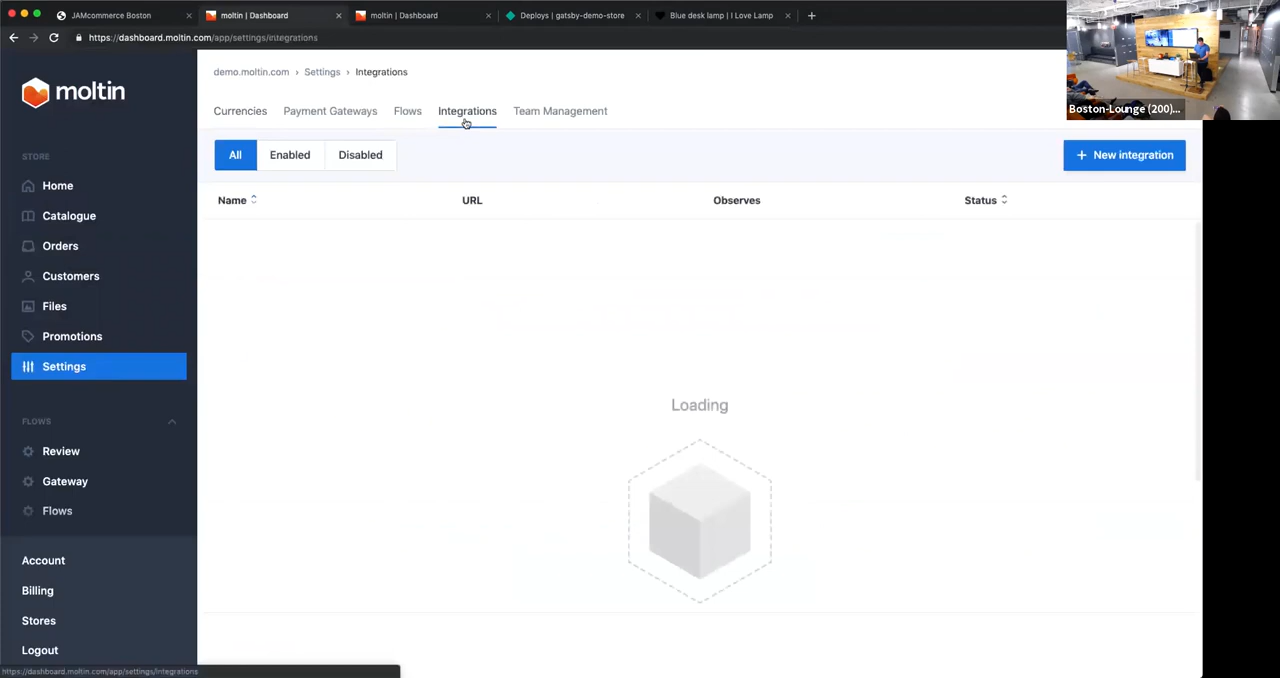 JAMcommerce Boston
moltin | Dashboard
moltin | Dashboard
Deploys | gatsby-demo-store
Blue desk lamp | I Love Lamp
https://dashboard.moltin.com/app/settings/integrations
Boston-Lounge (200)...
moltin
demo.moltin.com › Settings › Integrations
Currencies Payment Gateways Flows Integrations Team Management
All Enabled Disabled
+ New integration
STORE
Home
Catalogue
Orders
Customers
Files
Promotions
Settings
FLOWS
Review
Gateway
Flows
Account
Billing
Stores
Logout
Name URL Observes Status
Loading
https://dashboard.moltin.com/app/settings/integrations